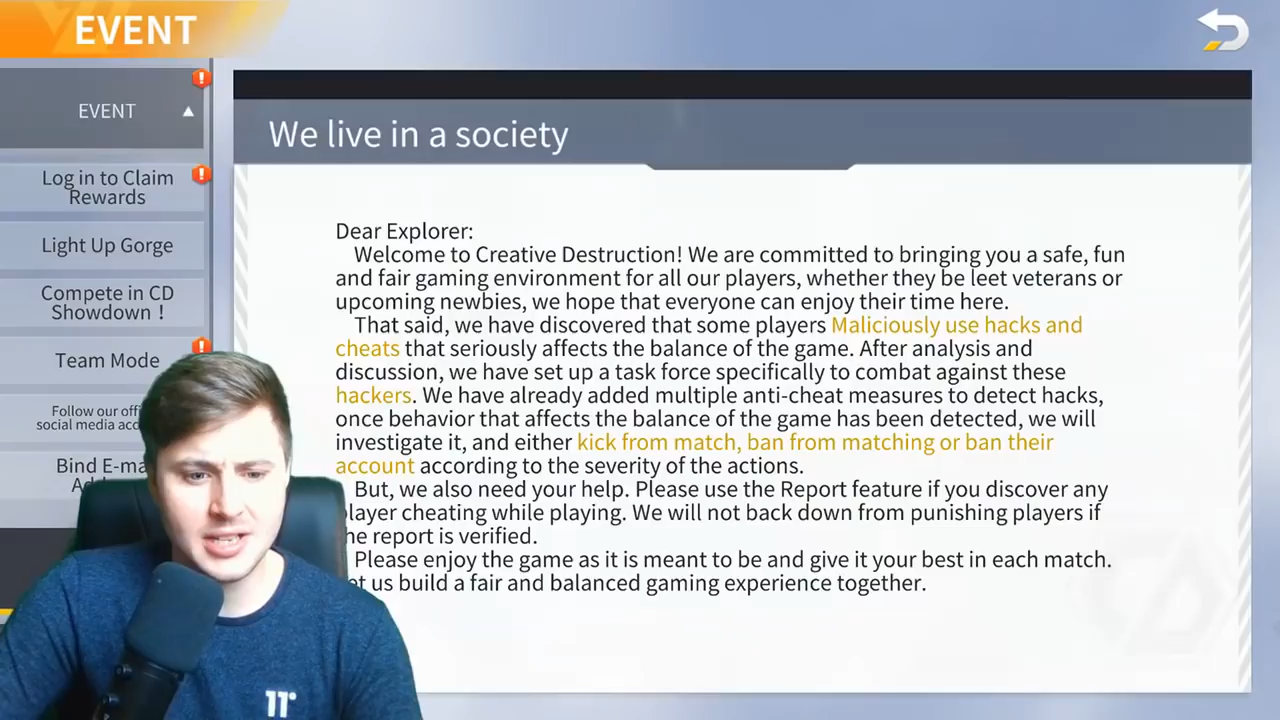 EVENT
EVENT
Log in to Claim
Rewards
Light Up Gorge
Compete in CD
Showdown !
Team Mode
Follow our
social media
Bind
We live in a society
Dear Explorer:
Welcome to Creative Destruction! We are committed to bringing you a safe, fun
and fair gaming environment for all our players, whether they be leet veterans or
upcoming newbies, we hope that everyone can enjoy their time here.
That said, we have discovered that some players Maliciously use hacks and
cheats that seriously affects the balance of the game. After analysis and
discussion, we have set up a task force specifically to combat against these
hackers. We have already added multiple anti-cheat measures to detect hacks,
once behavior that affects the balance of the game has been detected, we will
investigate it, and either kick from match, ban from matching or ban their
account according to the severity of the actions.
But, we also need your help. Please use the Report feature if you discover any
player cheating while playing. We will not back down from punishing players if
the report is verified.
Please enjoy the game as it is meant to be and give it your best in each match.
Let us build a fair and balanced gaming experience together.
11